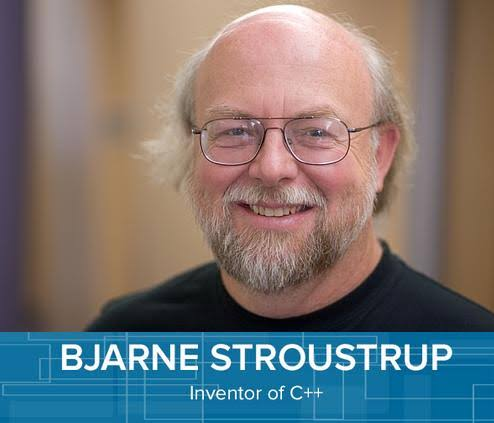 BJARNE STROUSTRUP
Inventor of C++